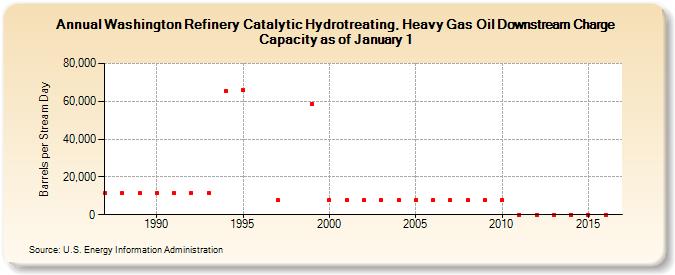 Annual Washington Refinery Catalytic Hydrotreating, Heavy Gas Oil Downstream Charge
Capacity as of January 1
Barrels per Stream Day
80,000
60,000
40,000
20,000
0
1990 1995 2000 2005 2010 2015
Source: U.S. Energy Information Administration